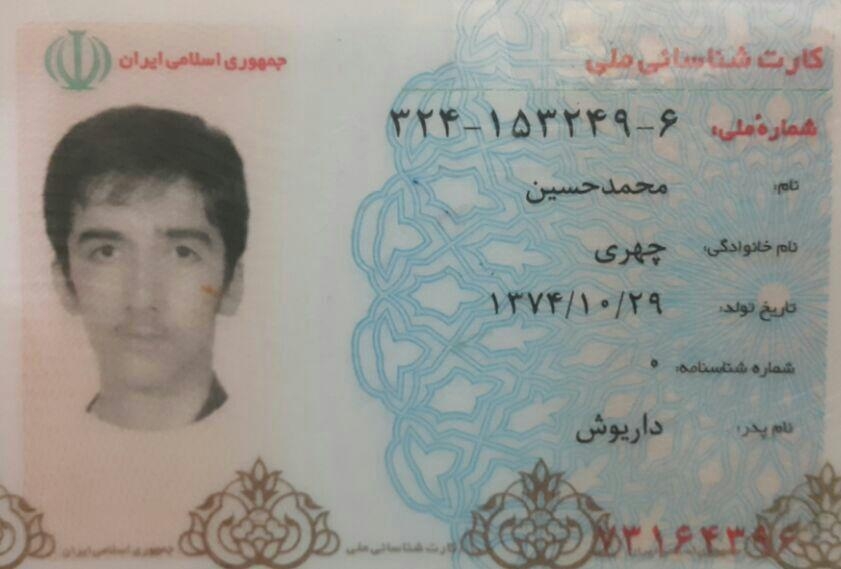 جمهوری اسلامی ایران
کارت شناسائی ملی
شمارهٔ ملی: ۳۲۴-۱۵۳۲۴۹-۶
نام: محمدحسین
نام خانوادگی: چهری
تاریخ تولد: ۱۳۷۴/۱۰/۲۹
شماره شناسنامه: ۰
نام پدر: داریوش
جمهوری اسلامی ایران
کارت شناسائی ملی
۷۳۱۶۴۳۹۶